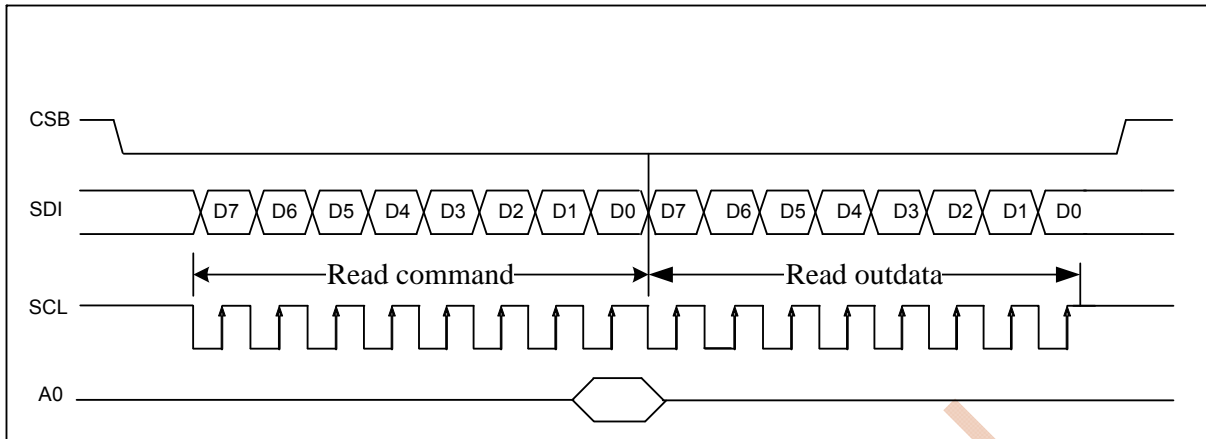 CSB
SDI D7 D6 D5 D4 D3 D2 D1 D0 D7 D6 D5 D4 D3 D2 D1 D0
Read command Read outdata
SCL
A0